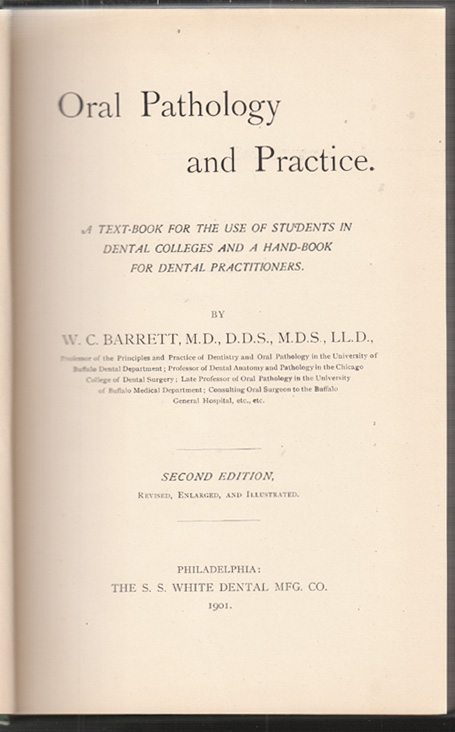 Oral Pathology
and Practice.
A TEXT-BOOK FOR THE USE OF STUDENTS IN
DENTAL COLLEGES AND A HAND-BOOK
FOR DENTAL PRACTITIONERS.
BY
W. C. BARRETT, M.D., D.D.S., M.D.S., LL.D.,
Professor of the Principles and Practice of Dentistry and Oral Pathology in the University of
Buffalo Dental Department; Professor of Dental Anatomy and Pathology in the Chicago
College of Dental Surgery; Late Professor of Oral Pathology in the University
of Buffalo Medical Department; Consulting Oral Surgeon to the Buffalo
General Hospital, etc., etc.
SECOND EDITION,
REVISED, ENLARGED, AND ILLUSTRATED.
PHILADELPHIA:
THE S. S. WHITE DENTAL MFG. CO.
1901.